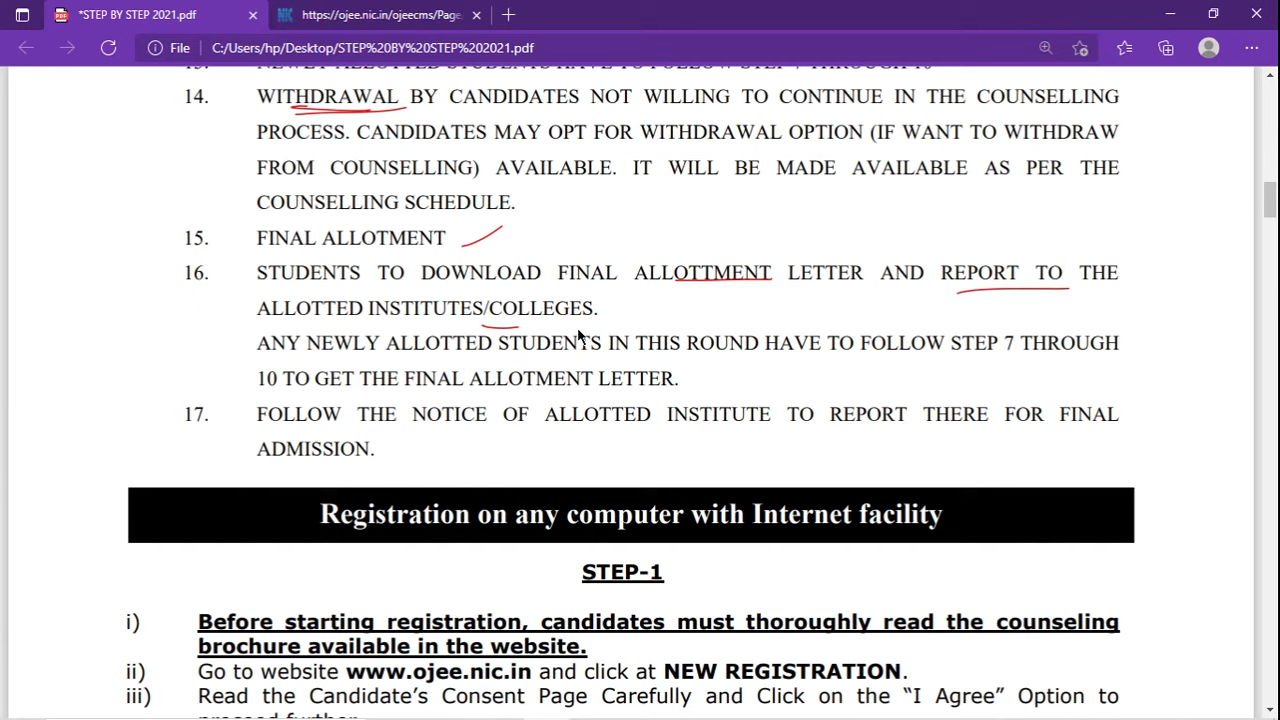 *STEP BY STEP 2021.pdf
https://ojee.nic.in/ojeecms/Page
File C:/Users/hp/Desktop/STEP%20BY%20STEP%202021.pdf
14. WITHDRAWAL BY CANDIDATES NOT WILLING TO CONTINUE IN THE COUNSELLING
PROCESS. CANDIDATES MAY OPT FOR WITHDRAWAL OPTION (IF WANT TO WITHDRAW
FROM COUNSELLING) AVAILABLE. IT WILL BE MADE AVAILABLE AS PER THE
COUNSELLING SCHEDULE.
15. FINAL ALLOTMENT
16. STUDENTS TO DOWNLOAD FINAL ALLOTTMENT LETTER AND REPORT TO THE
ALLOTTED INSTITUTES/COLLEGES.
ANY NEWLY ALLOTTED STUDENTS IN THIS ROUND HAVE TO FOLLOW STEP 7 THROUGH
10 TO GET THE FINAL ALLOTMENT LETTER.
17. FOLLOW THE NOTICE OF ALLOTTED INSTITUTE TO REPORT THERE FOR FINAL
ADMISSION.
Registration on any computer with Internet facility
STEP-1
i) Before starting registration, candidates must thoroughly read the counseling
brochure available in the website.
ii) Go to website www.ojee.nic.in and click at NEW REGISTRATION.
iii) Read the Candidate's Consent Page Carefully and Click on the "I Agree" Option to